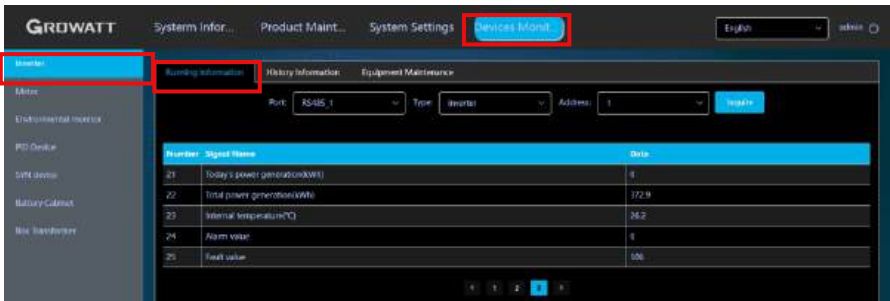 GROWATT
Systerm Infor...
Product Maint...
System Settings
Devices Monit...
English
admin
Inverter
Meter
Environmental monitor
PID Device
SVN device
Battery Cabinet
Box Transformer
Running Information
History Information
Equipment Maintenance
Port: RS485_1
Type: inverter
Address: 1
Inquire
Number Signal Name Data
21 Today's power generation(kWh) 0
22 Total power generation(kWh) 372.9
23 Internal temperature(℃) 26.2
24 Alarm value 0
25 Fault value
< 1 2 3 >